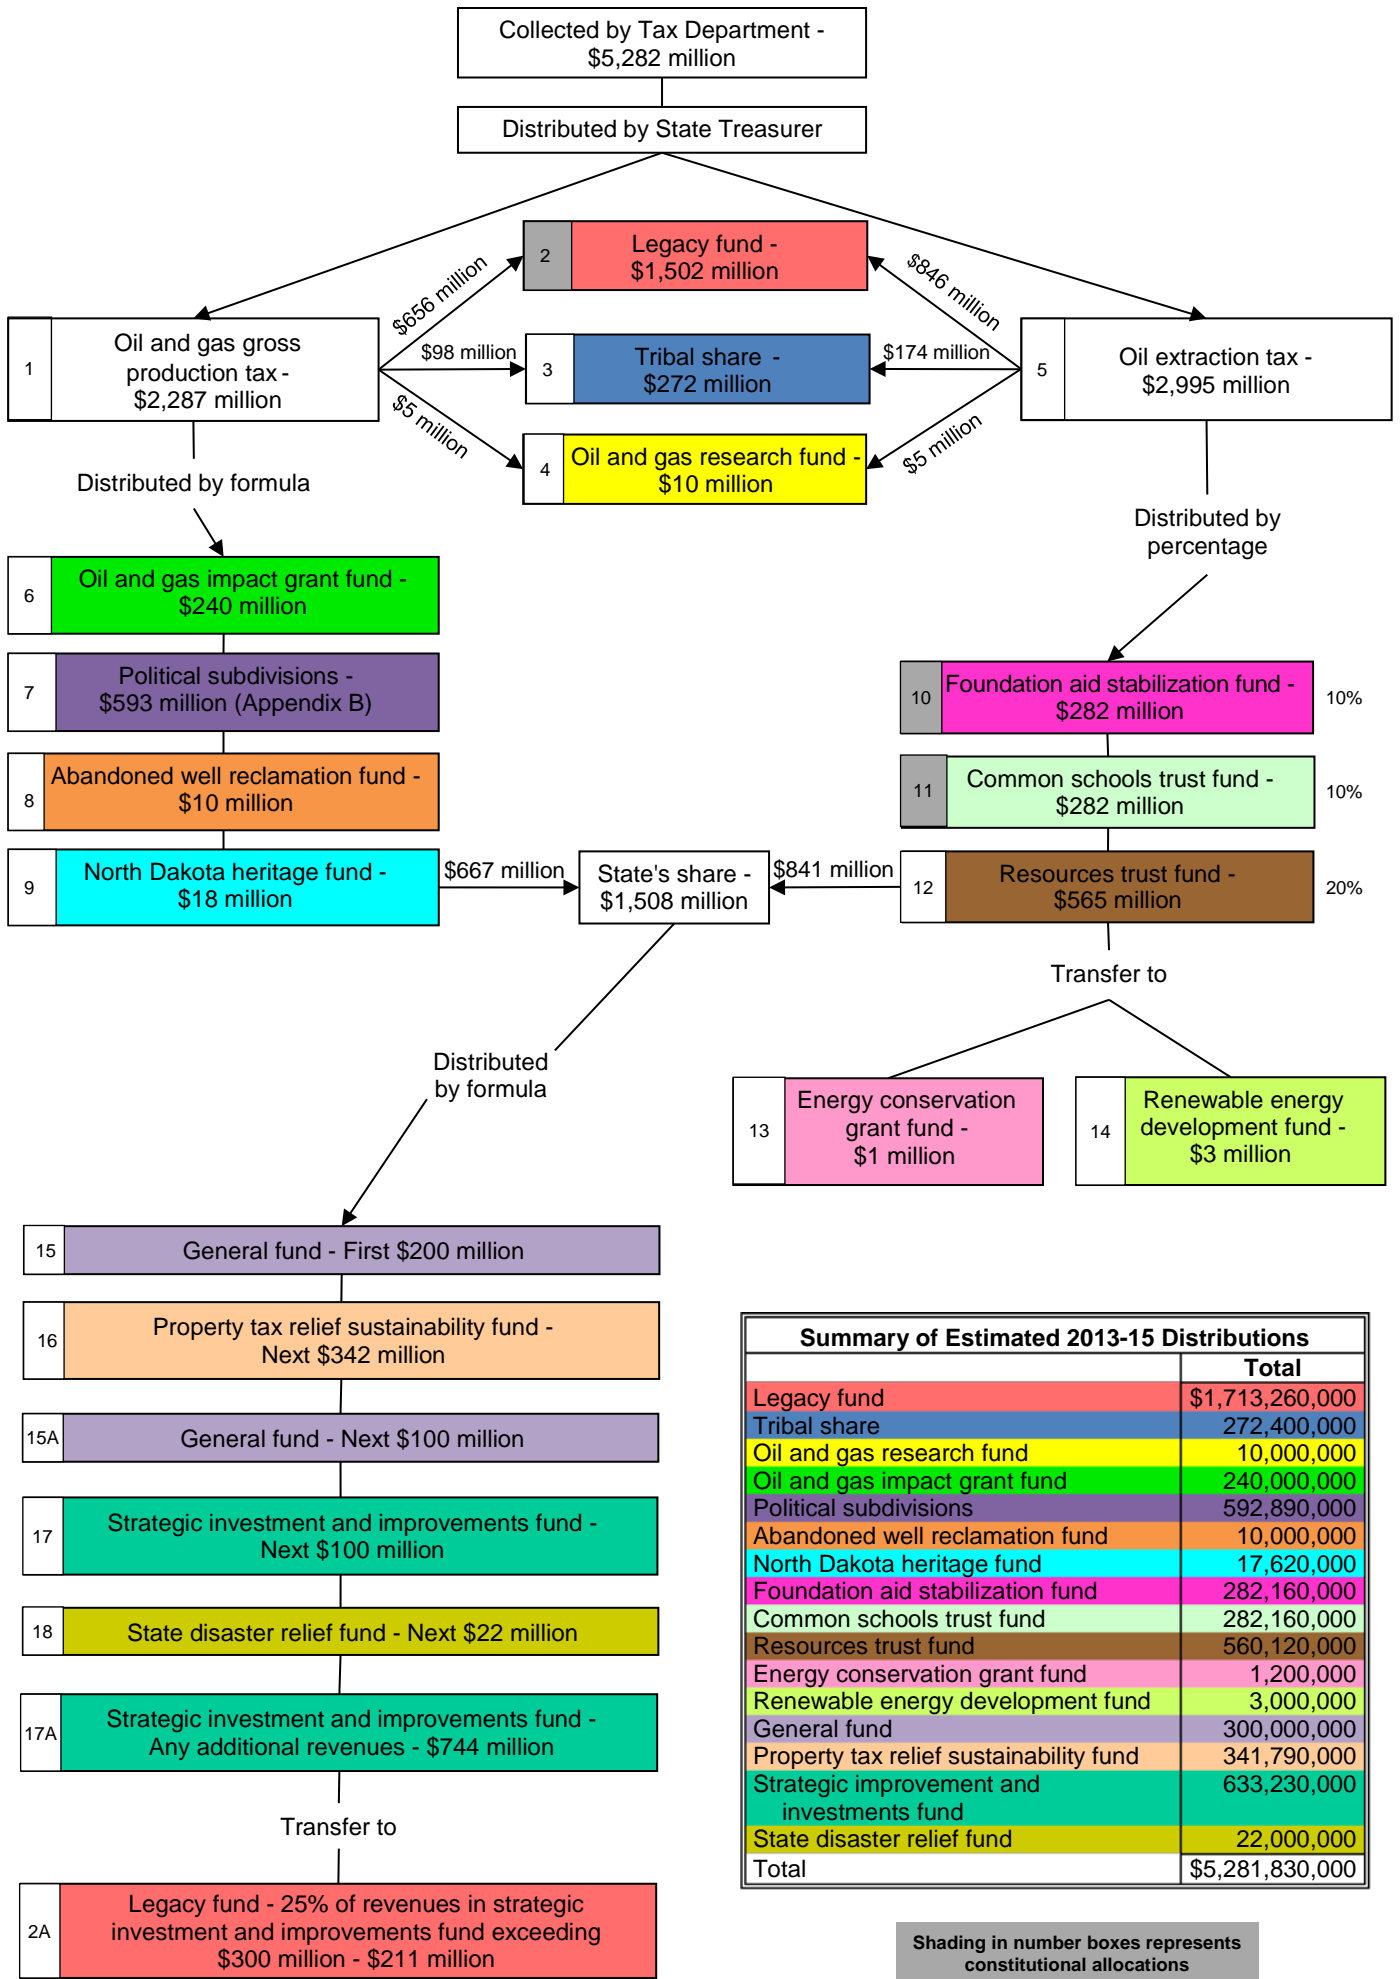 Collected by Tax Department -
$5,282 million
Distributed by State Treasurer
2
Legacy fund -
$1,502 million
$656 million
$846 million
1
Oil and gas gross
production tax -
$2,287 million
$98 million
3
Tribal share -
$272 million
$174 million
5
Oil extraction tax -
$2,995 million
$5 million
4
Oil and gas research fund -
$10 million
$5 million
Distributed by formula
Distributed by
percentage
6
Oil and gas impact grant fund -
$240 million
7
Political subdivisions -
$593 million (Appendix B)
10
Foundation aid stabilization fund -
$282 million
10%
8
Abandoned well reclamation fund -
$10 million
11
Common schools trust fund -
$282 million
10%
9
North Dakota heritage fund -
$18 million
$667 million
State's share -
$1,508 million
$841 million
12
Resources trust fund -
$565 million
20%
Transfer to
Distributed
by formula
13
Energy conservation
grant fund -
$1 million
14
Renewable energy
development fund -
$3 million
15
General fund - First $200 million
16
Property tax relief sustainability fund -
Next $342 million
15A
General fund - Next $100 million
17
Strategic investment and improvements fund -
Next $100 million
18
State disaster relief fund - Next $22 million
17A
Strategic investment and improvements fund -
Any additional revenues - $744 million
Transfer to
2A
Legacy fund - 25% of revenues in strategic
investment and improvements fund exceeding
$300 million - $211 million
Summary of Estimated 2013-15 Distributions
Total
Legacy fund $1,713,260,000
Tribal share 272,400,000
Oil and gas research fund 10,000,000
Oil and gas impact grant fund 240,000,000
Political subdivisions 592,890,000
Abandoned well reclamation fund 10,000,000
North Dakota heritage fund 17,620,000
Foundation aid stabilization fund 282,160,000
Common schools trust fund 282,160,000
Resources trust fund 560,120,000
Energy conservation grant fund 1,200,000
Renewable energy development fund 3,000,000
General fund 300,000,000
Property tax relief sustainability fund 341,790,000
Strategic improvement and 633,230,000
investments fund
State disaster relief fund 22,000,000
Total $5,281,830,000
Shading in number boxes represents
constitutional allocations